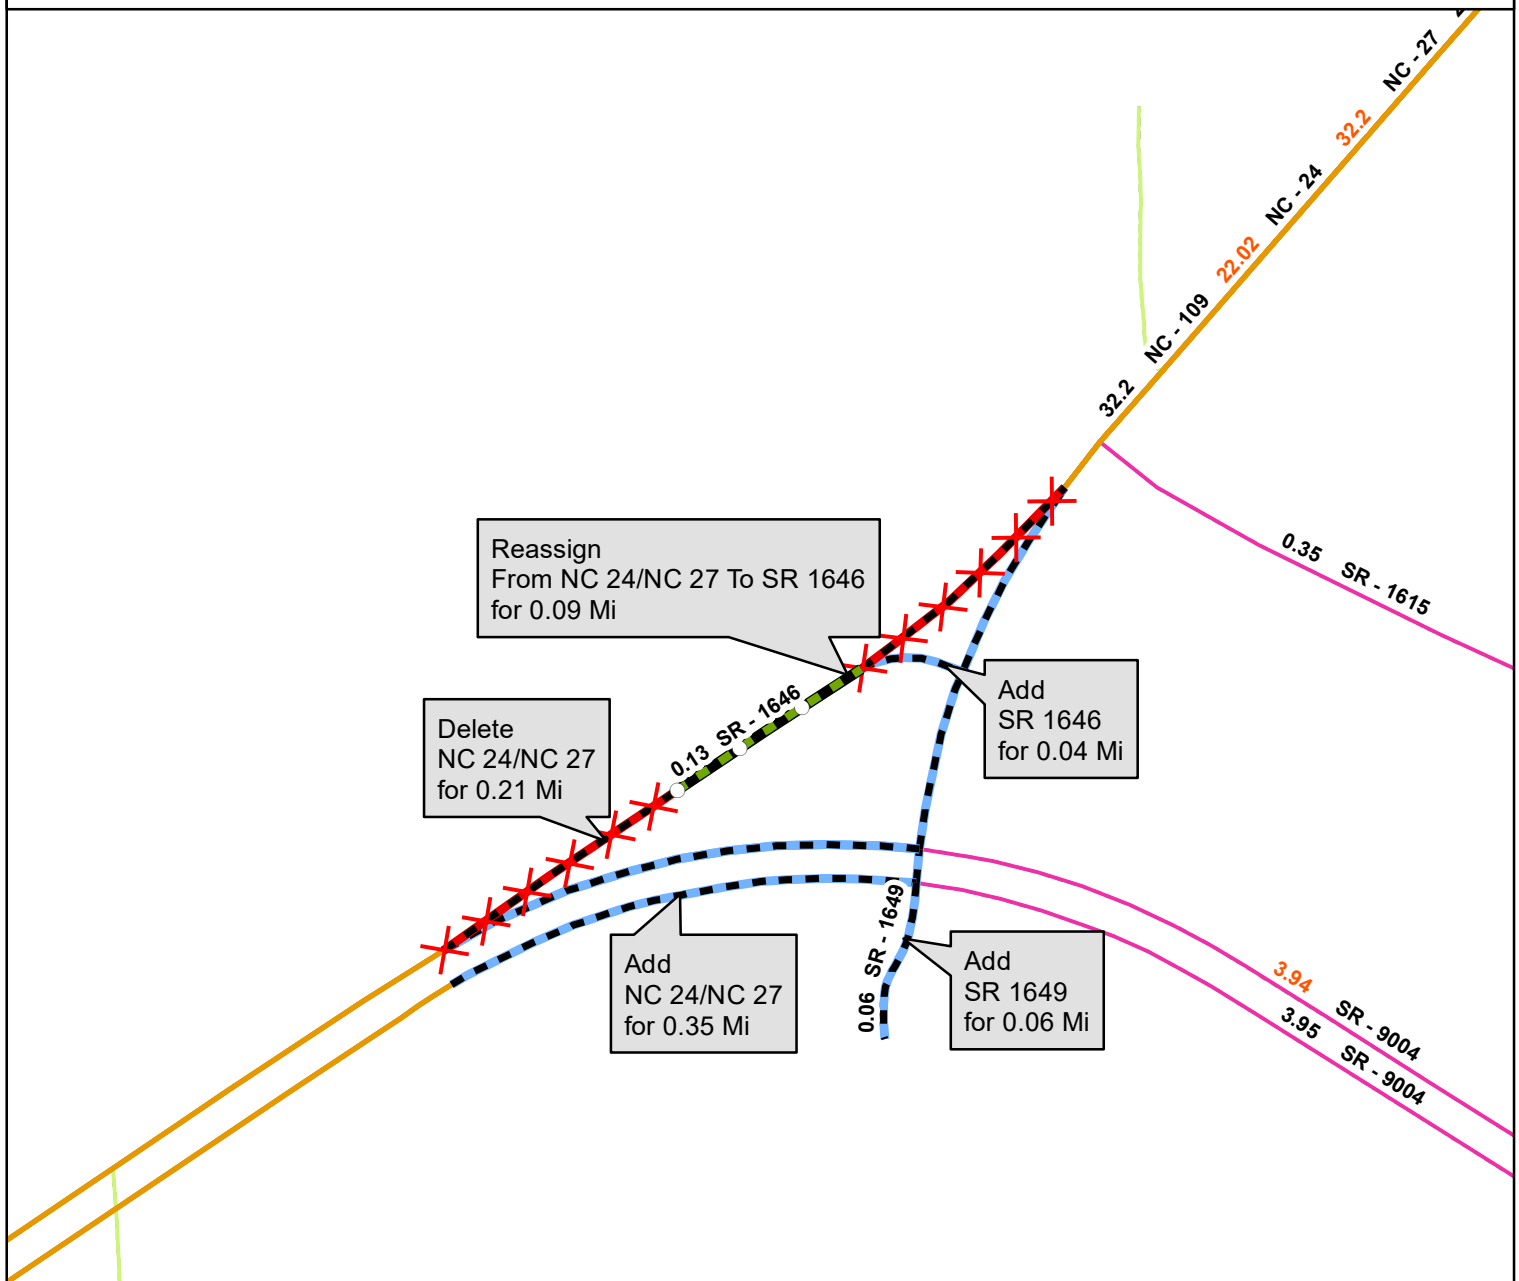 NC - 27
32.2
NC - 24
22.02
NC - 109
32.2
Reassign
From NC 24/NC 27 To SR 1646
for 0.09 Mi
0.35 SR - 1615
Add
SR 1646
for 0.04 Mi
0.13 SR - 1646
Delete
NC 24/NC 27
for 0.21 Mi
Add
NC 24/NC 27
for 0.35 Mi
0.06 SR - 1649
Add
SR 1649
for 0.06 Mi
3.94 SR - 9004
3.95 SR - 9004